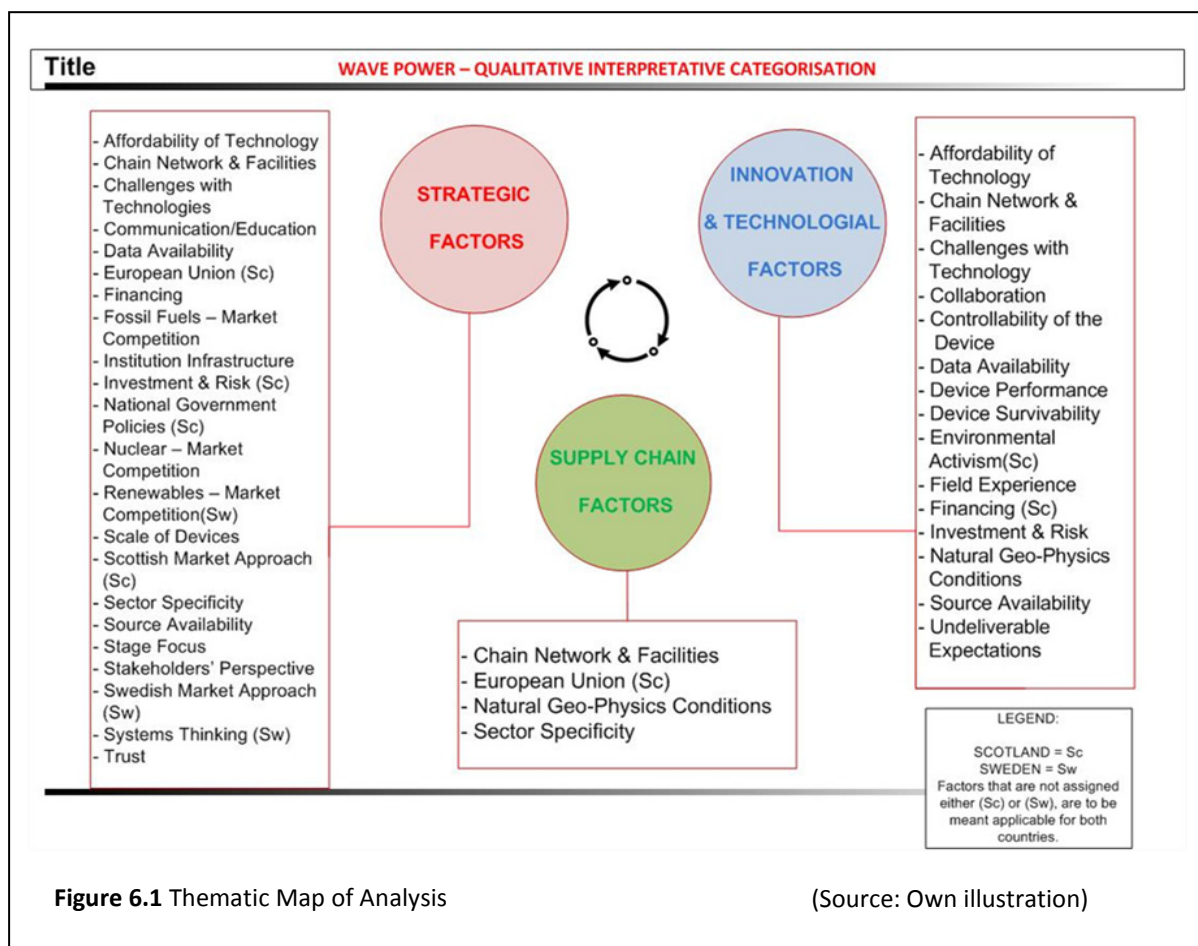 Title
WAVE POWER – QUALITATIVE INTERPRETATIVE CATEGORISATION
- Affordability of Technology
- Chain Network & Facilities
- Challenges with
Technologies
- Communication/Education
- Data Availability
- European Union (Sc)
- Financing
- Fossil Fuels – Market
Competition
- Institution Infrastructure
- Investment & Risk (Sc)
- National Government
Policies (Sc)
- Nuclear – Market
Competition
- Renewables – Market
Competition(Sw)
- Scale of Devices
- Scottish Market Approach
(Sc)
- Sector Specificity
- Source Availability
- Stage Focus
- Stakeholders' Perspective
- Swedish Market Approach
(Sw)
- Systems Thinking (Sw)
- Trust
STRATEGIC
FACTORS
INNOVATION
& TECHNOLOGIAL
FACTORS
SUPPLY CHAIN
FACTORS
- Chain Network & Facilities
- European Union (Sc)
- Natural Geo-Physics Conditions
- Sector Specificity
- Affordability of
Technology
- Chain Network &
Facilities
- Challenges with
Technology
- Collaboration
- Controllability of the
Device
- Data Availability
- Device Performance
- Device Survivability
- Environmental
Activism(Sc)
- Field Experience
- Financing (Sc)
- Investment & Risk
- Natural Geo-Physics
Conditions
- Source Availability
- Undeliverable
Expectations
LEGEND:
SCOTLAND = Sc
SWEDEN = Sw
Factors that are not assigned
either (Sc) or (Sw), are to be
meant applicable for both
countries.
Figure 6.1 Thematic Map of Analysis
(Source: Own illustration)